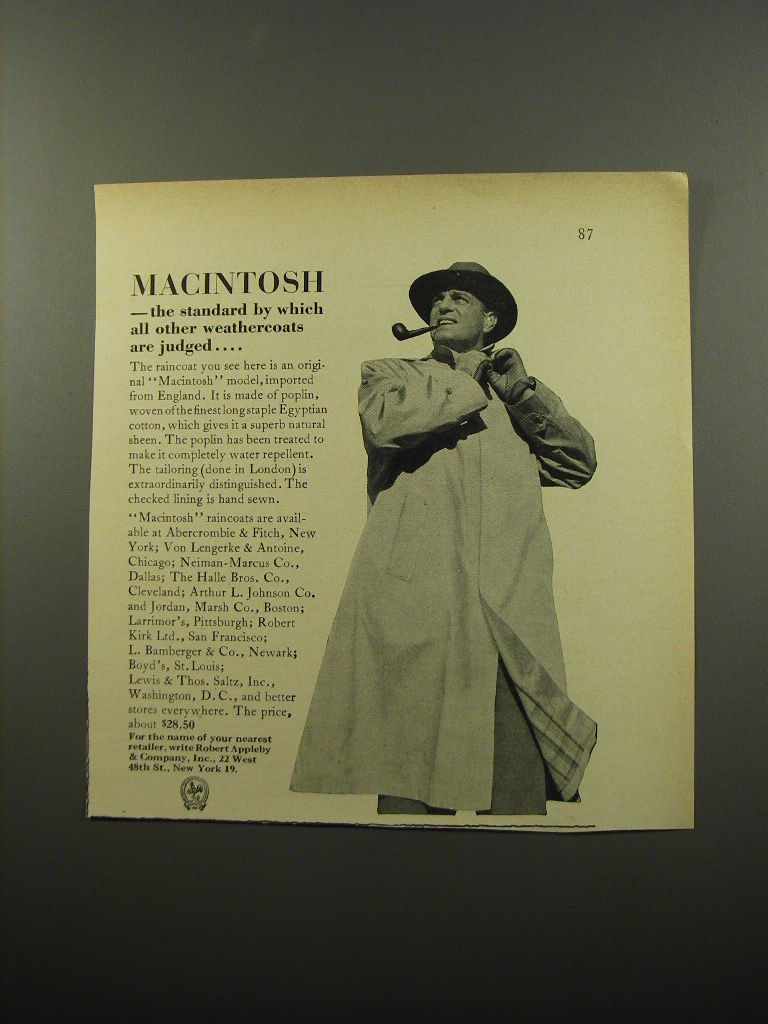 87
MACINTOSH
—the standard by which
all other weathercoats
are judged....
The raincoat you see here is an origi-
nal “Macintosh” model, imported
from England. It is made of poplin,
woven of the finest long staple Egyptian
cotton, which gives it a superb natural
sheen. The poplin has been treated to
make it completely water repellent.
The tailoring (done in London) is
extraordinarily distinguished. The
checked lining is hand sewn.
“Macintosh” raincoats are avail-
able at Abercrombie & Fitch, New
York; Von Lengerke & Antoine,
Chicago; Neiman-Marcus Co.,
Dallas; The Halle Bros. Co.,
Cleveland; Arthur L. Johnson Co.
and Jordan, Marsh Co., Boston;
Larrimor's, Pittsburgh; Robert
Kirk Ltd., San Francisco;
L. Bamberger & Co., Newark;
Boyd's, St. Louis;
Lewis & Thos. Saltz, Inc.,
Washington, D. C., and better
stores everywhere. The price,
about $28.50
For the name of your nearest
retailer, write Robert Appleby
& Company, Inc., 22 West
48th St., New York 19.